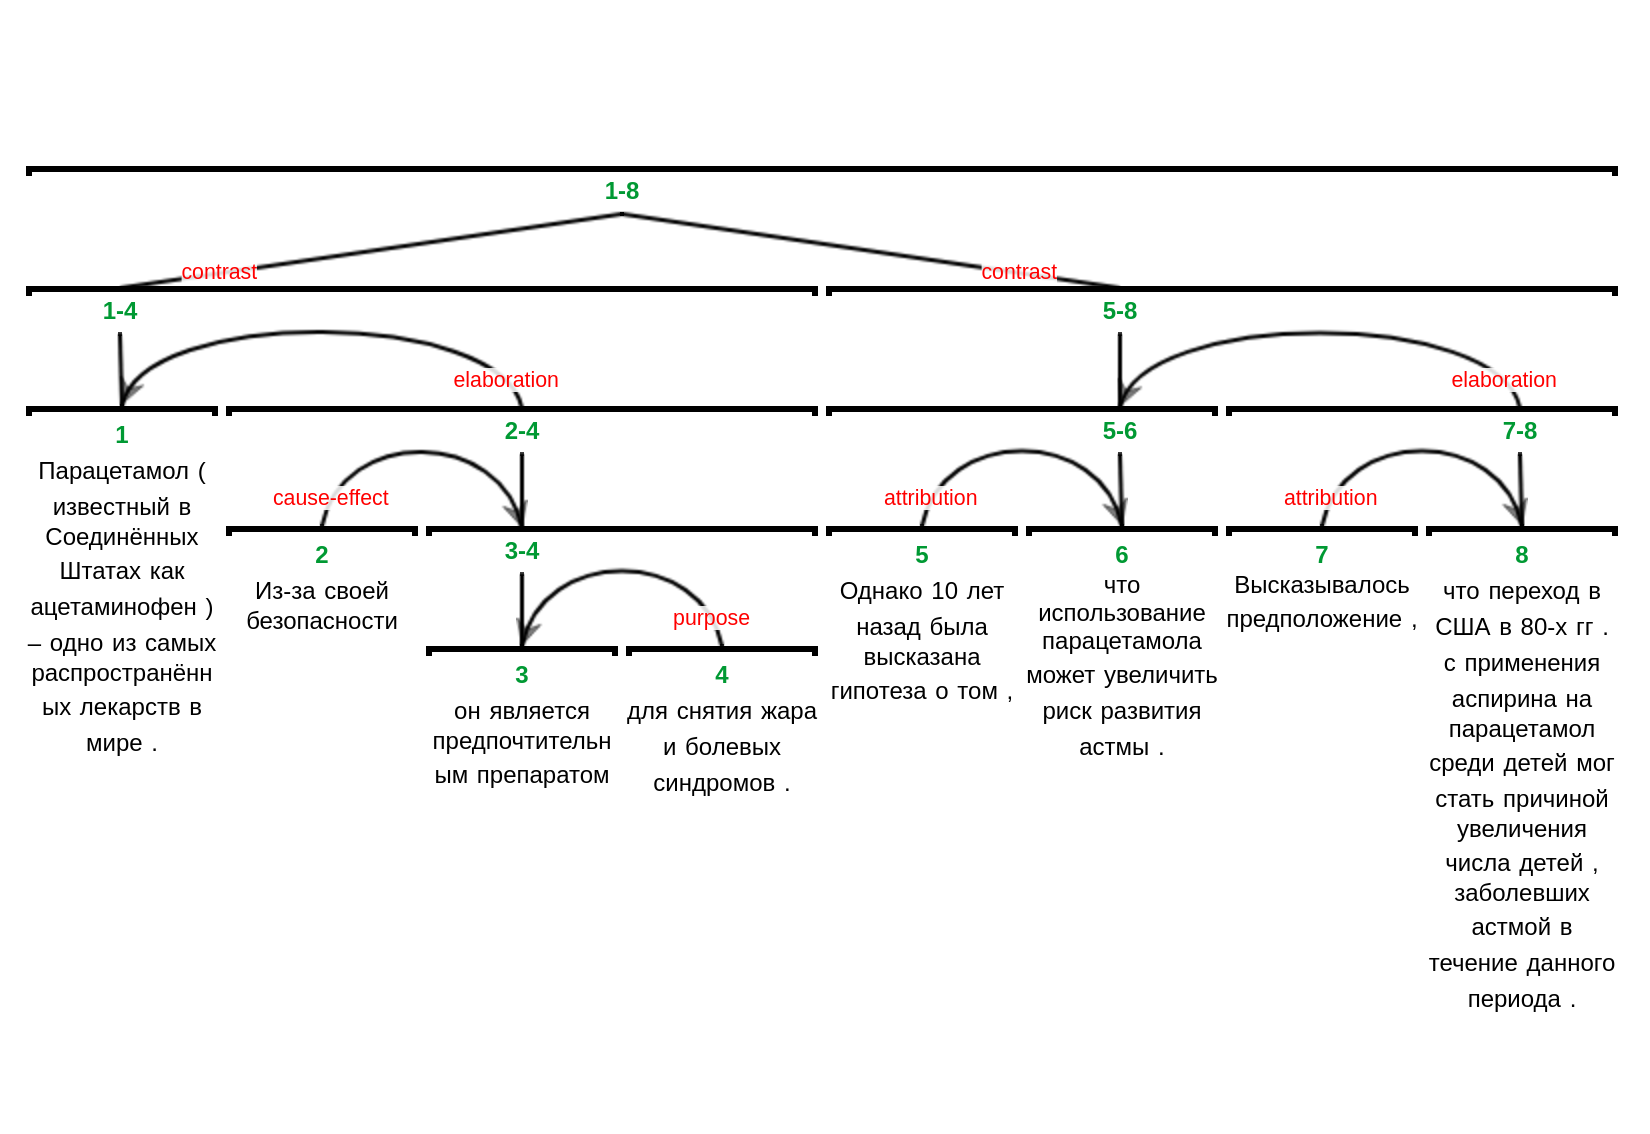 1-8
contrast
contrast
1-4
5-8
elaboration
elaboration
1
2-4
5-6
7-8
Парацетамол (
известный в
Соединённых
Штатах как
ацетаминофен )
– одно из самых
распространённ
ых лекарств в
мире .
cause-effect
attribution
attribution
2
Из-за своей
безопасности
3-4
purpose
3
он является
предпочтительн
ым препаратом
4
для снятия жара
и болевых
синдромов .
5
Однако 10 лет
назад была
высказана
гипотеза о том ,
6
что
использование
парацетамола
может увеличить
риск развития
астмы .
7
Высказывалось
предположение ,
8
что переход в
США в 80-х гг .
с применения
аспирина на
парацетамол
среди детей мог
стать причиной
увеличения
числа детей ,
заболевших
астмой в
течение данного
периода .